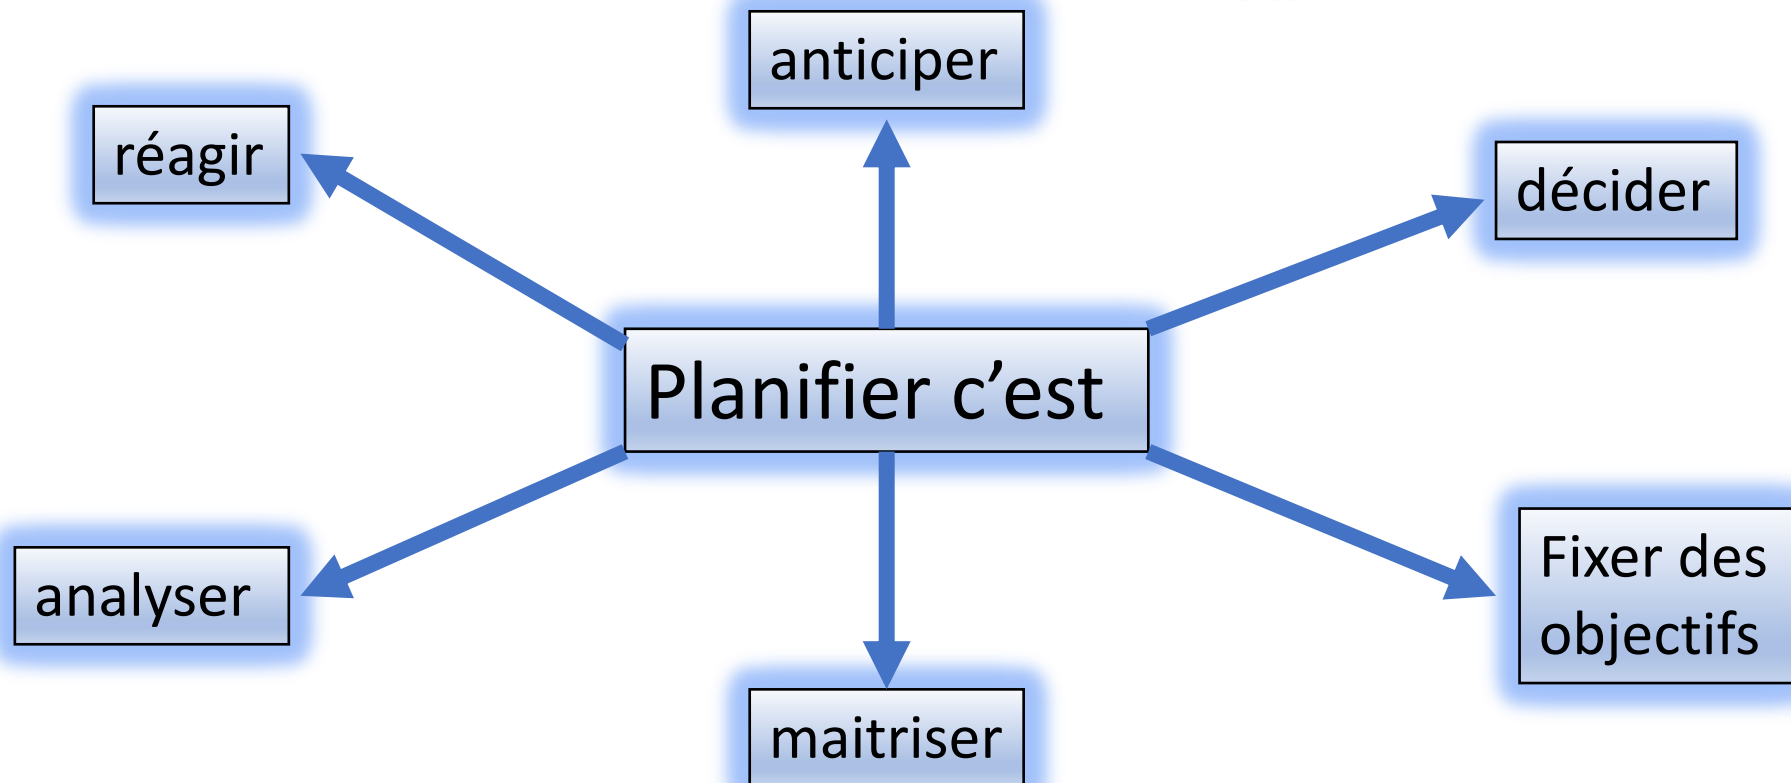 anticiper
réagir
décider
Planifier c’est
analyser
Fixer des
objectifs
maitriser